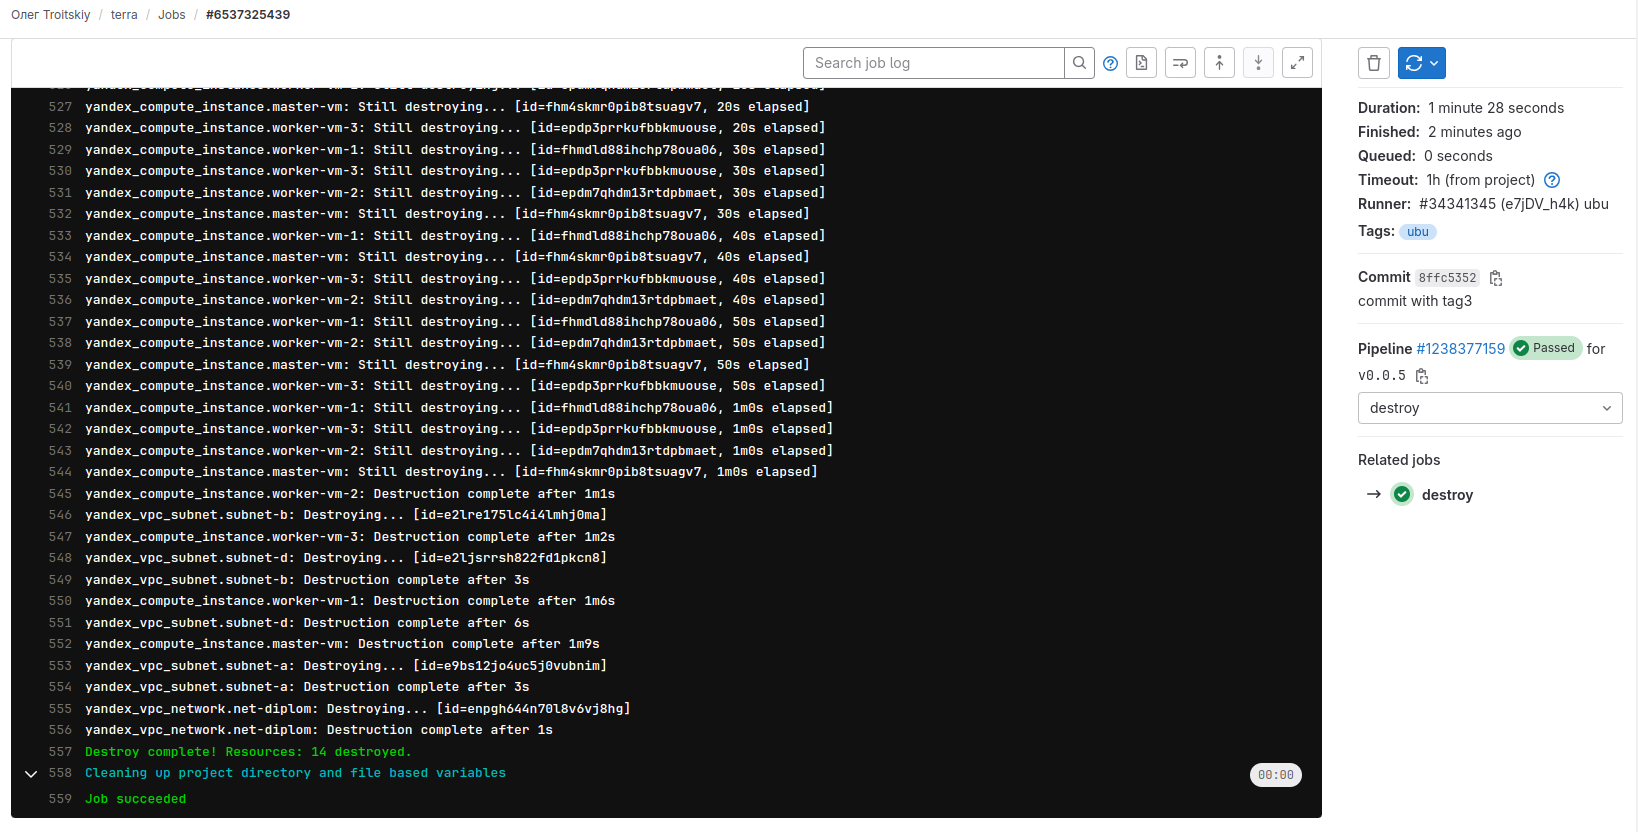 Олег Troitskiy / terra / Jobs / #6537325439
Search job log
527 yandex_compute_instance.master-vm: Still destroying... [id=fhm4skmr0pib8tsuagv7, 20s elapsed]
528 yandex_compute_instance.worker-vm-3: Still destroying... [id=epdp3prrkufbbkmuouse, 20s elapsed]
529 yandex_compute_instance.worker-vm-1: Still destroying... [id=fhmdld88ihchp78oua06, 30s elapsed]
530 yandex_compute_instance.worker-vm-3: Still destroying... [id=epdp3prrkufbbkmuouse, 30s elapsed]
531 yandex_compute_instance.worker-vm-2: Still destroying... [id=epdm7qhdm13rtdpbmaet, 30s elapsed]
532 yandex_compute_instance.master-vm: Still destroying... [id=fhm4skmr0pib8tsuagv7, 30s elapsed]
533 yandex_compute_instance.worker-vm-1: Still destroying... [id=fhmdld88ihchp78oua06, 40s elapsed]
534 yandex_compute_instance.master-vm: Still destroying... [id=fhm4skmr0pib8tsuagv7, 40s elapsed]
535 yandex_compute_instance.worker-vm-3: Still destroying... [id=epdp3prrkufbbkmuouse, 40s elapsed]
536 yandex_compute_instance.worker-vm-2: Still destroying... [id=epdm7qhdm13rtdpbmaet, 40s elapsed]
537 yandex_compute_instance.worker-vm-1: Still destroying... [id=fhmdld88ihchp78oua06, 50s elapsed]
538 yandex_compute_instance.worker-vm-2: Still destroying... [id=epdm7qhdm13rtdpbmaet, 50s elapsed]
539 yandex_compute_instance.master-vm: Still destroying... [id=fhm4skmr0pib8tsuagv7, 50s elapsed]
540 yandex_compute_instance.worker-vm-3: Still destroying... [id=epdp3prrkufbbkmuouse, 50s elapsed]
541 yandex_compute_instance.worker-vm-1: Still destroying... [id=fhmdld88ihchp78oua06, 1m0s elapsed]
542 yandex_compute_instance.worker-vm-3: Still destroying... [id=epdp3prrkufbbkmuouse, 1m0s elapsed]
543 yandex_compute_instance.worker-vm-2: Still destroying... [id=epdm7qhdm13rtdpbmaet, 1m0s elapsed]
544 yandex_compute_instance.master-vm: Still destroying... [id=fhm4skmr0pib8tsuagv7, 1m0s elapsed]
545 yandex_compute_instance.worker-vm-2: Destruction complete after 1m1s
546 yandex_vpc_subnet.subnet-b: Destroying... [id=e2lre175lc4i4lmhj0ma]
547 yandex_compute_instance.worker-vm-3: Destruction complete after 1m2s
548 yandex_vpc_subnet.subnet-d: Destroying... [id=e2ljsrrsh822fd1pkcn8]
549 yandex_vpc_subnet.subnet-b: Destruction complete after 3s
550 yandex_compute_instance.worker-vm-1: Destruction complete after 1m6s
551 yandex_vpc_subnet.subnet-d: Destruction complete after 6s
552 yandex_compute_instance.master-vm: Destruction complete after 1m9s
553 yandex_vpc_subnet.subnet-a: Destroying... [id=e9bs12jo4uc5j0vubnim]
554 yandex_vpc_subnet.subnet-a: Destruction complete after 3s
555 yandex_vpc_network.net-diplom: Destroying... [id=enpgh644n70l8v6vj8hg]
556 yandex_vpc_network.net-diplom: Destruction complete after 1s
557 Destroy complete! Resources: 14 destroyed.
558 Cleaning up project directory and file based variables 00:00
559 Job succeeded
Duration: 1 minute 28 seconds
Finished: 2 minutes ago
Queued: 0 seconds
Timeout: 1h (from project)
Runner: #34341345 (e7jDV_h4k) ubu
Tags: ubu
Commit 8ffc5352
commit with tag3
Pipeline #1238377159 Passed for
v0.0.5
destroy
Related jobs
→ destroy